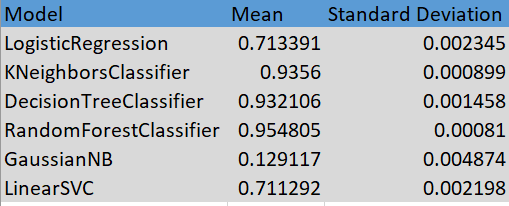 Model Mean Standard Deviation
LogisticRegression 0.713391 0.002345
KNeighborsClassifier 0.9356 0.000899
DecisionTreeClassifier 0.932106 0.001458
RandomForestClassifier 0.954805 0.00081
GaussianNB 0.129117 0.004874
LinearSVC 0.711292 0.002198